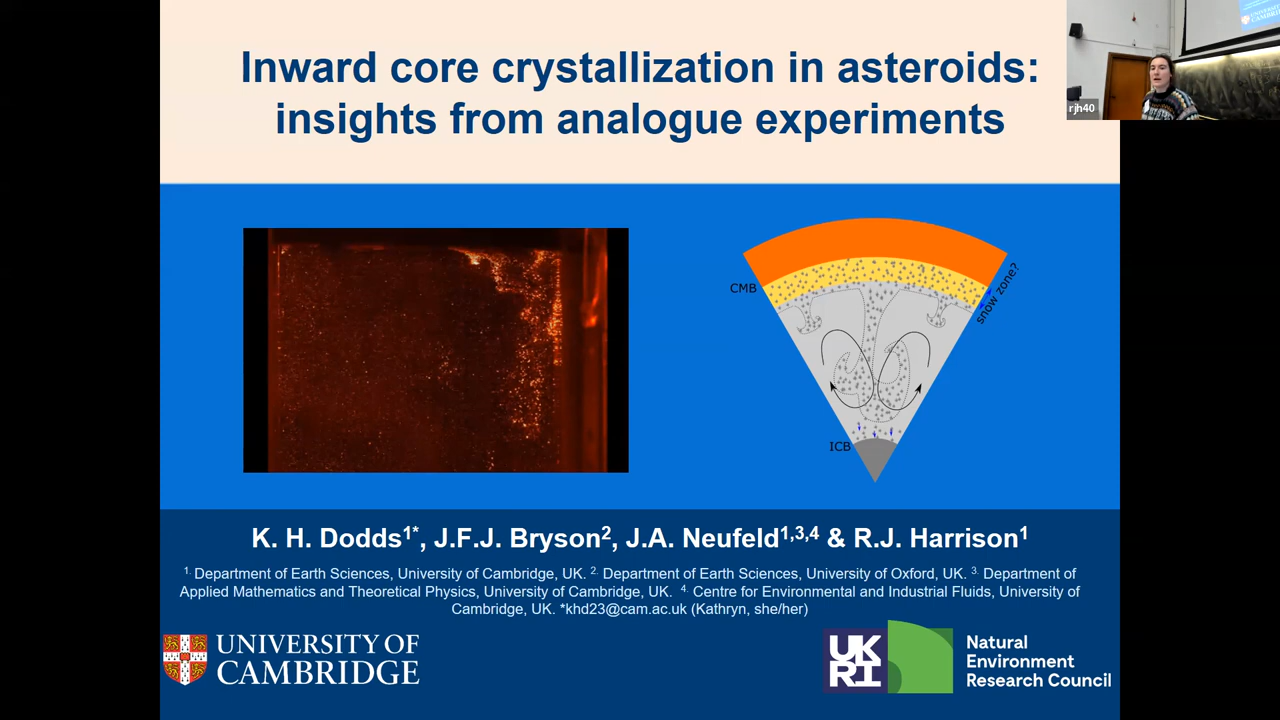 Inward core crystallization in asteroids:
insights from analogue experiments
rjh40
UNIVERSITY OF
CAMBRIDGE
CMB
snow zone?
ICB
K. H. Dodds1*, J.F.J. Bryson2, J.A. Neufeld1,3,4 & R.J. Harrison1
1. Department of Earth Sciences, University of Cambridge, UK. 2. Department of Earth Sciences, University of Oxford, UK. 3. Department of
Applied Mathematics and Theoretical Physics, University of Cambridge, UK. 4. Centre for Environmental and Industrial Fluids, University of
Cambridge, UK. *khd23@cam.ac.uk (Kathryn, she/her)
UNIVERSITY OF
CAMBRIDGE
UK
RI
Natural
Environment
Research Council